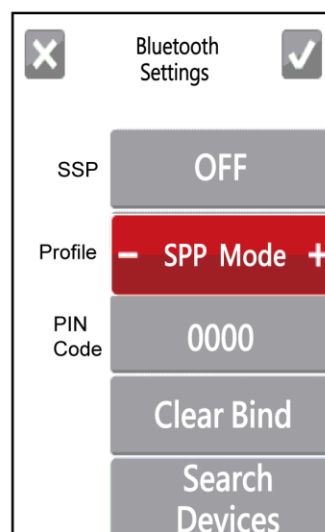 Bluetooth
Settings
SSP
OFF
Profile
− SPP Mode +
PIN
Code
0000
Clear Bind
Search
Devices